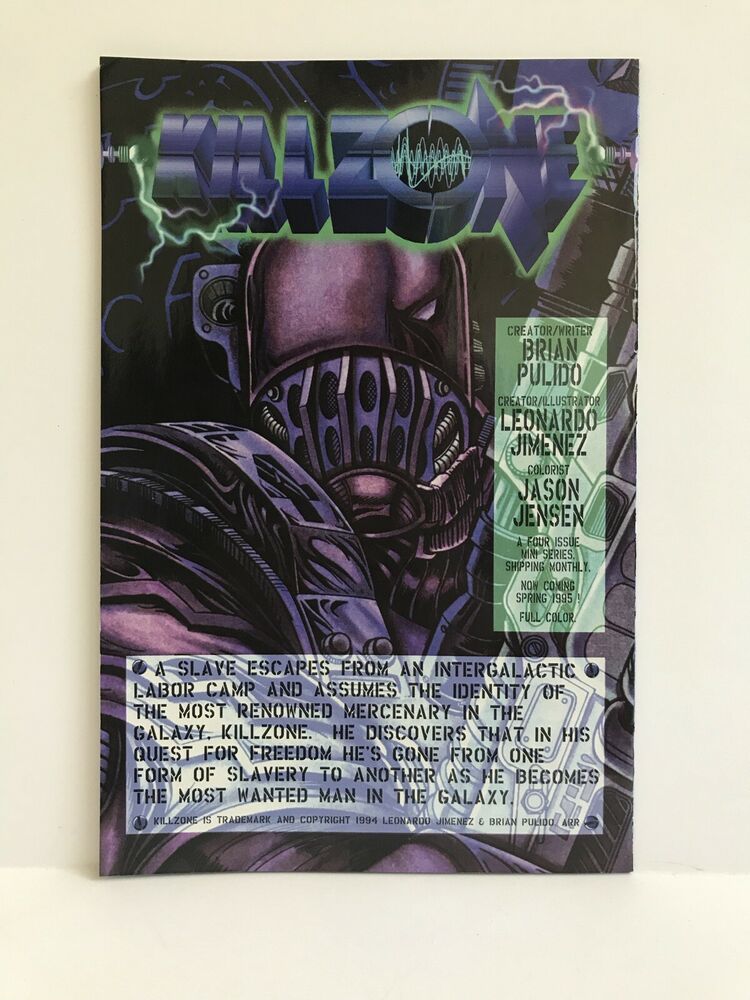 KILLZONE
CREATOR/WRITER
BRIAN
PULIDO
CREATOR/ILLUSTRATOR
LEONARDO
JIMENEZ
COLORIST
JASON
JENSEN
A FOUR ISSUE
MINI SERIES,
SHIPPING MONTHLY.
NOW COMING
SPRING 1995 !
FULL COLOR.
A SLAVE ESCAPES FROM AN INTERGALACTIC
LABOR CAMP AND ASSUMES THE IDENTITY OF
THE MOST RENOWNED MERCENARY IN THE
GALAXY, KILLZONE. HE DISCOVERS THAT IN HIS
QUEST FOR FREEDOM HE'S GONE FROM ONE
FORM OF SLAVERY TO ANOTHER AS HE BECOMES
THE MOST WANTED MAN IN THE GALAXY.
KILLZONE IS TRADEMARK AND COPYRIGHT 1994 LEONARDO JIMENEZ & BRIAN PULIDO. ARR